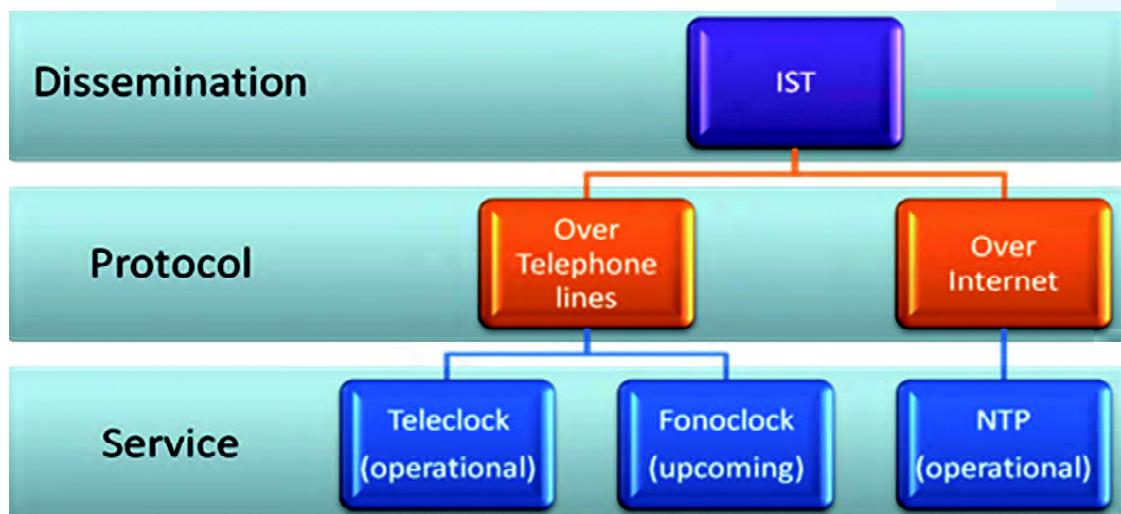 Dissemination
IST
Protocol
Over
Telephone
lines
Over
Internet
Service
Teleclock
(operational)
Fonoclock
(upcoming)
NTP
(operational)